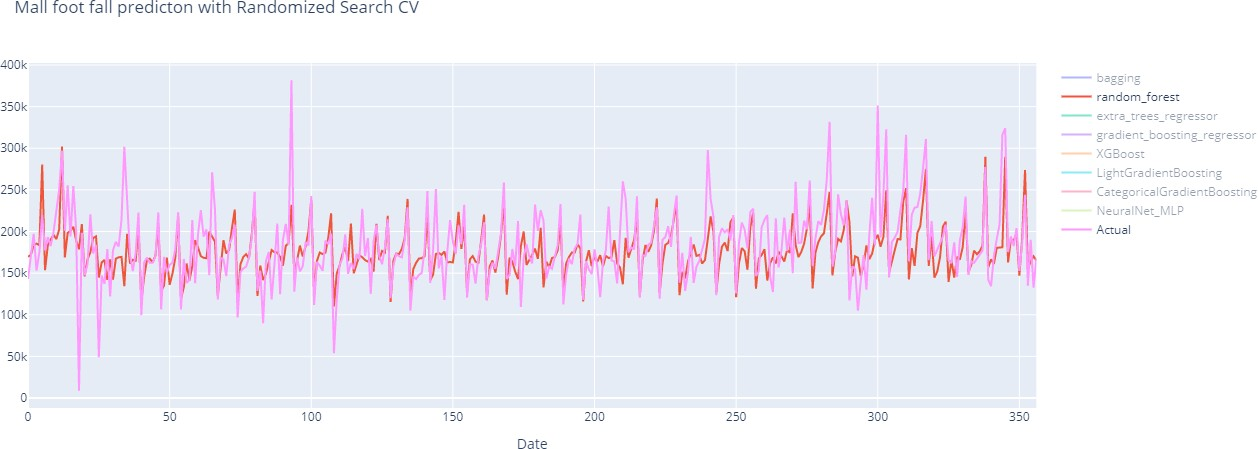 Mall foot fall predicton with Randomized Search CV
400k
350k
300k
250k
200k
150k
100k
50k
0
0 50 100 150 200 250 300 350
Date
bagging
random_forest
extra_trees_regressor
gradient_boosting_regressor
XGBoost
LightGradientBoosting
CategoricalGradientBoosting
NeuralNet_MLP
Actual